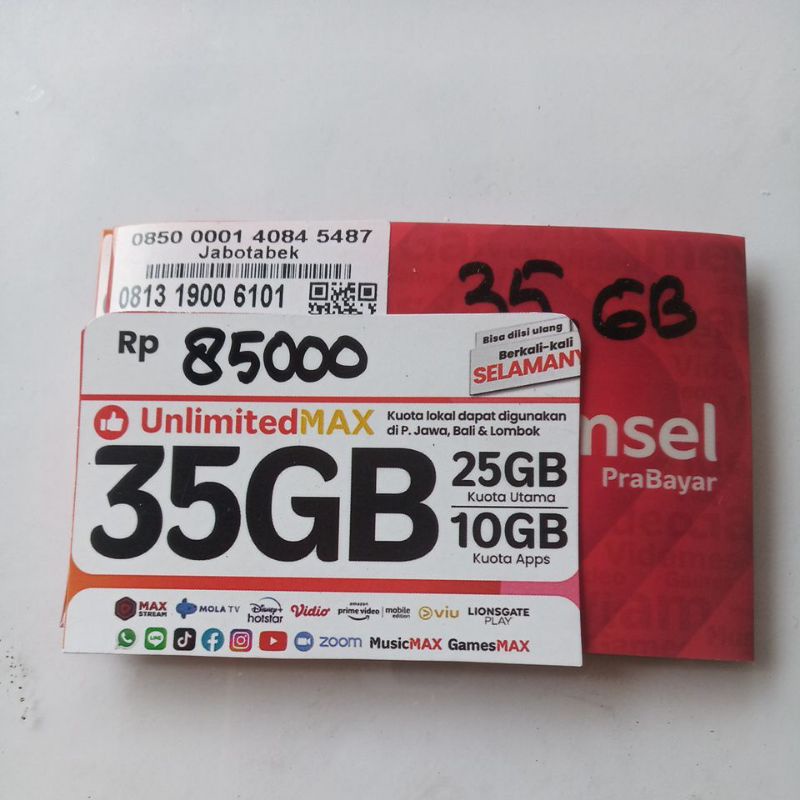 0850 0001 4084 5487
Jabotabek
0813 1900 6101
35 GB
Rp 85000
Bisa diisi ulang
Berkali-kali
UnlimitedMAX
Kuota lokal dapat digunakan
di P. Jawa, Bali & Lombok
35GB
25GB
Kuota Utama
10GB
Kuota Apps
msel
PraBayar
MAX
STREAM
MOLA TV
Disney+
hotstar
Vidio
amazon
prime video
mobile
edition
viu
LIONSGATE
PLAY
LINE
zoom
MusicMAX
GamesMAX